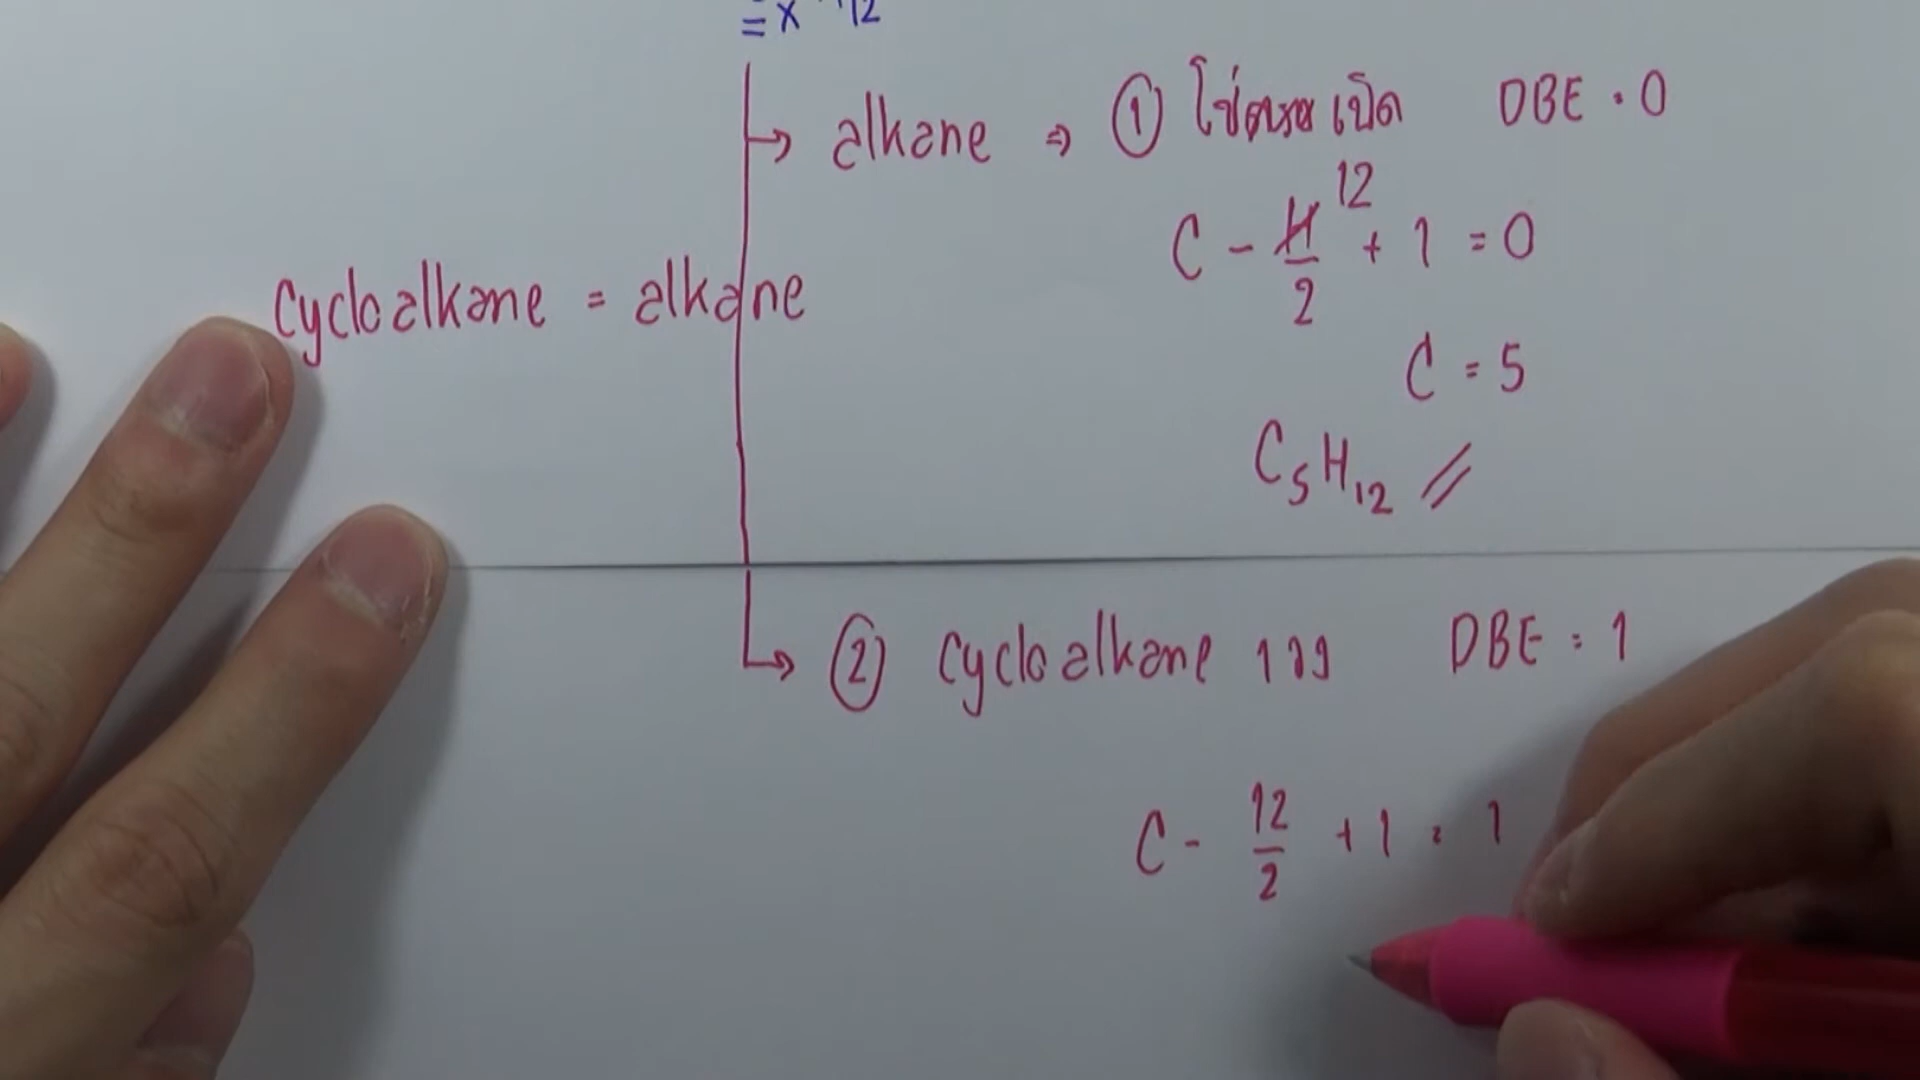 = x 12
alkane ⇒ ① โซ่ตรง เปิด DBE = 0
C - H/2 12 + 1 = 0
cycloalkane = alkane
C = 5
C₅H₁₂ //
② cycloalkane 1 วง DBE = 1
C - 12/2 + 1 = 1